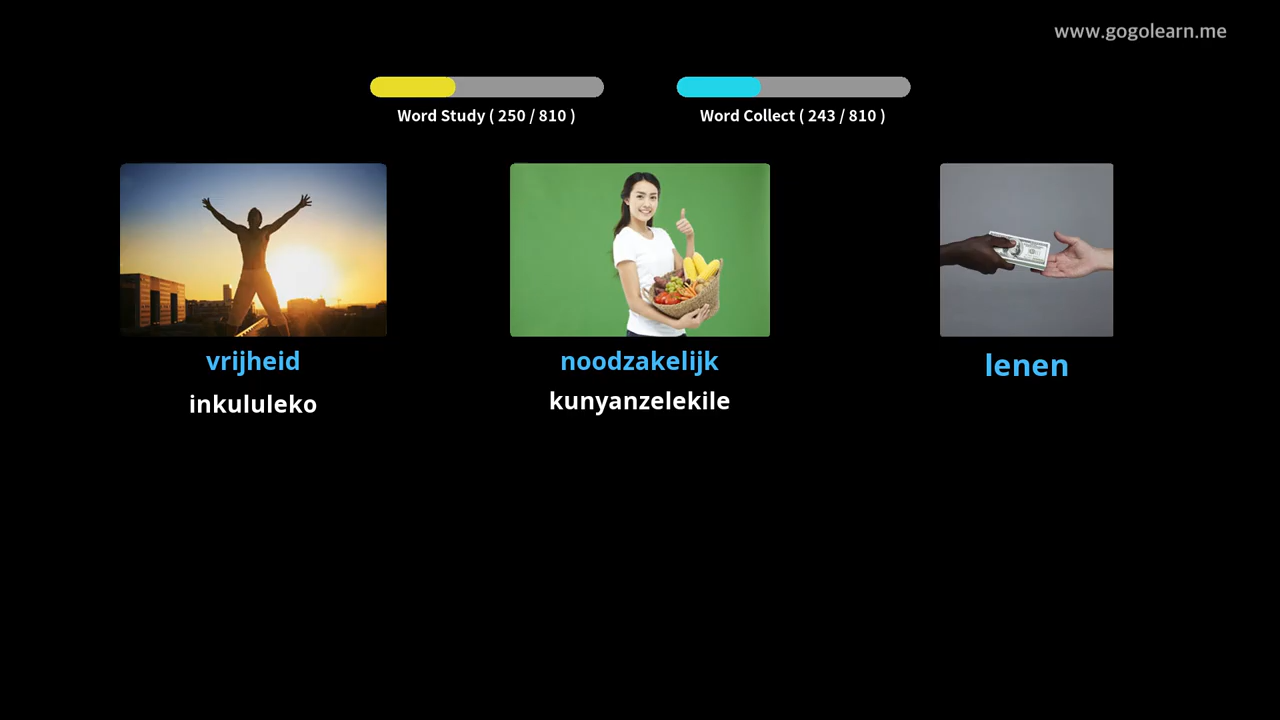 www.gogolearn.me
Word Study ( 250 / 810 )
Word Collect ( 243 / 810 )
vrijheid
inkululeko
noodzakelijk
kunyanzelekile
lenen